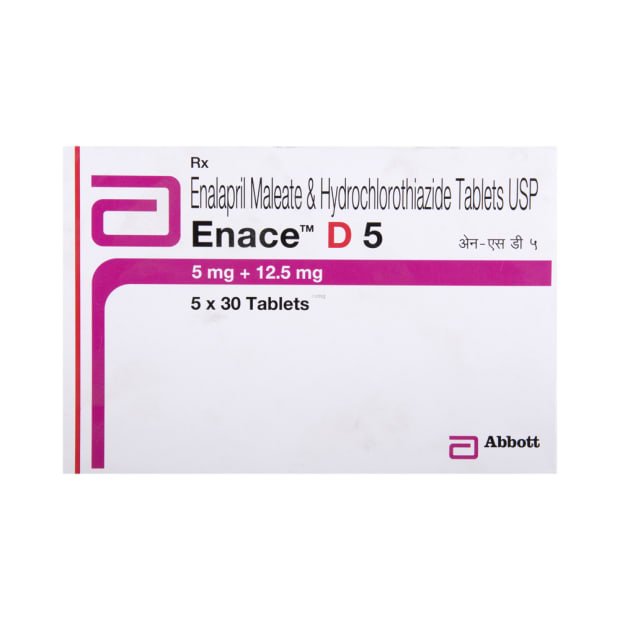 Rx
Enalapril Maleate & Hydrochlorothiazide Tablets USP
Enace™ D 5
अेन-एस डी ५
5 mg + 12.5 mg
5 x 30 Tablets
Abbott